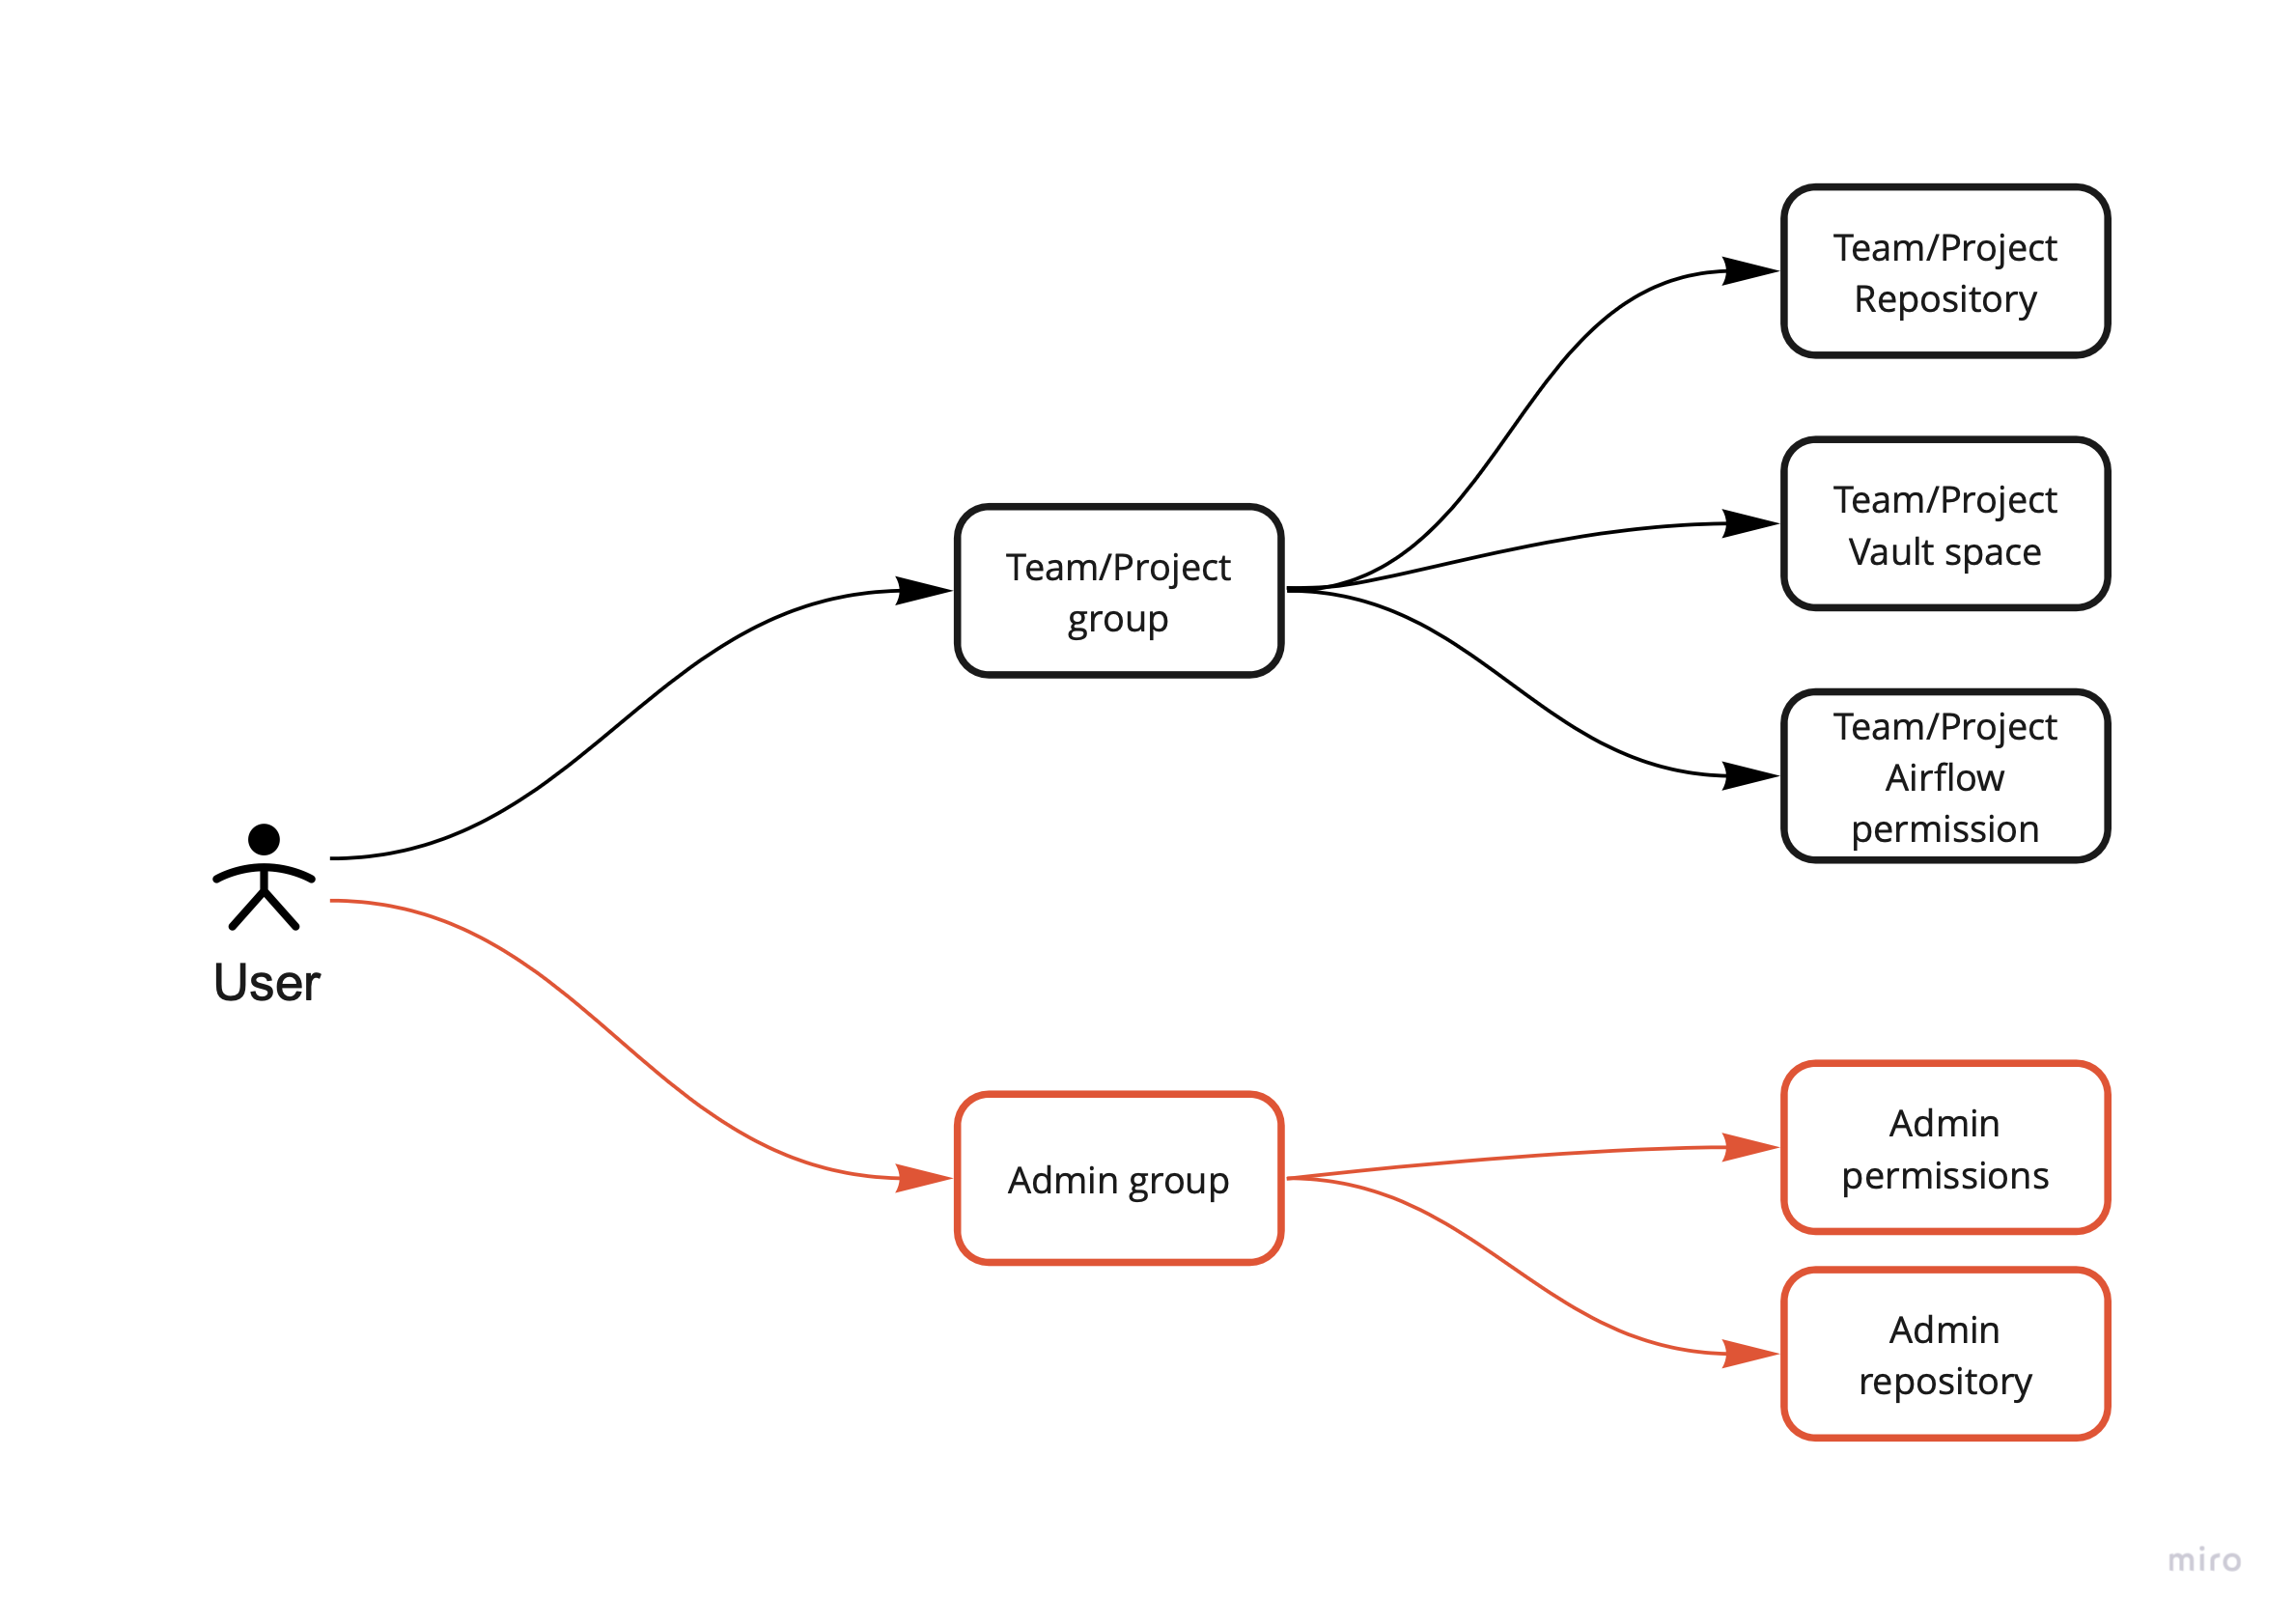 Team/Project
Repository
Team/Project
Vault space
Team/Project
group
Team/Project
Airflow
permission
User
Admin
permissions
Admin group
Admin
repository
miro